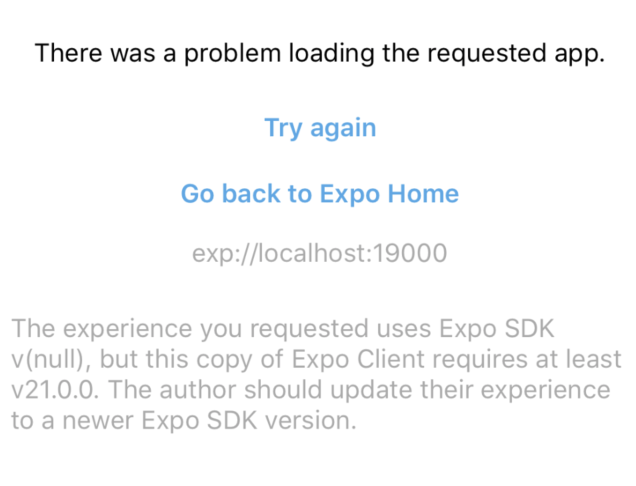 There was a problem loading the requested app.
Try again
Go back to Expo Home
exp://localhost:19000
The experience you requested uses Expo SDK
v(null), but this copy of Expo Client requires at least
v21.0.0. The author should update their experience
to a newer Expo SDK version.